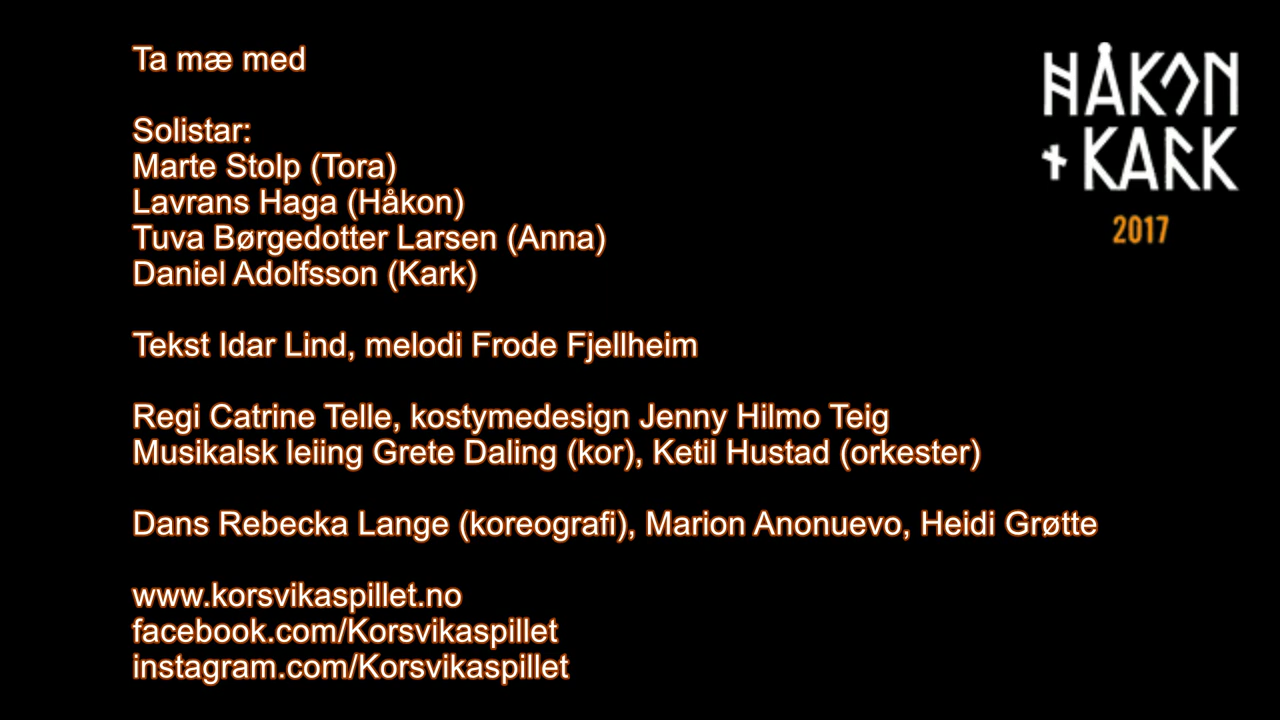 Ta mæ med
Solistar:
Marte Stolp (Tora)
Lavrans Haga (Håkon)
Tuva Børgedotter Larsen (Anna)
Daniel Adolfsson (Kark)
Tekst Idar Lind, melodi Frode Fjellheim
Regi Catrine Telle, kostymedesign Jenny Hilmo Teig
Musikalsk leiing Grete Daling (kor), Ketil Hustad (orkester)
Dans Rebecka Lange (koreografi), Marion Anonuevo, Heidi Grøtte
www.korsvikaspillet.no
facebook.com/Korsvikaspillet
instagram.com/Korsvikaspillet
HÅKON
+ KARK
2017